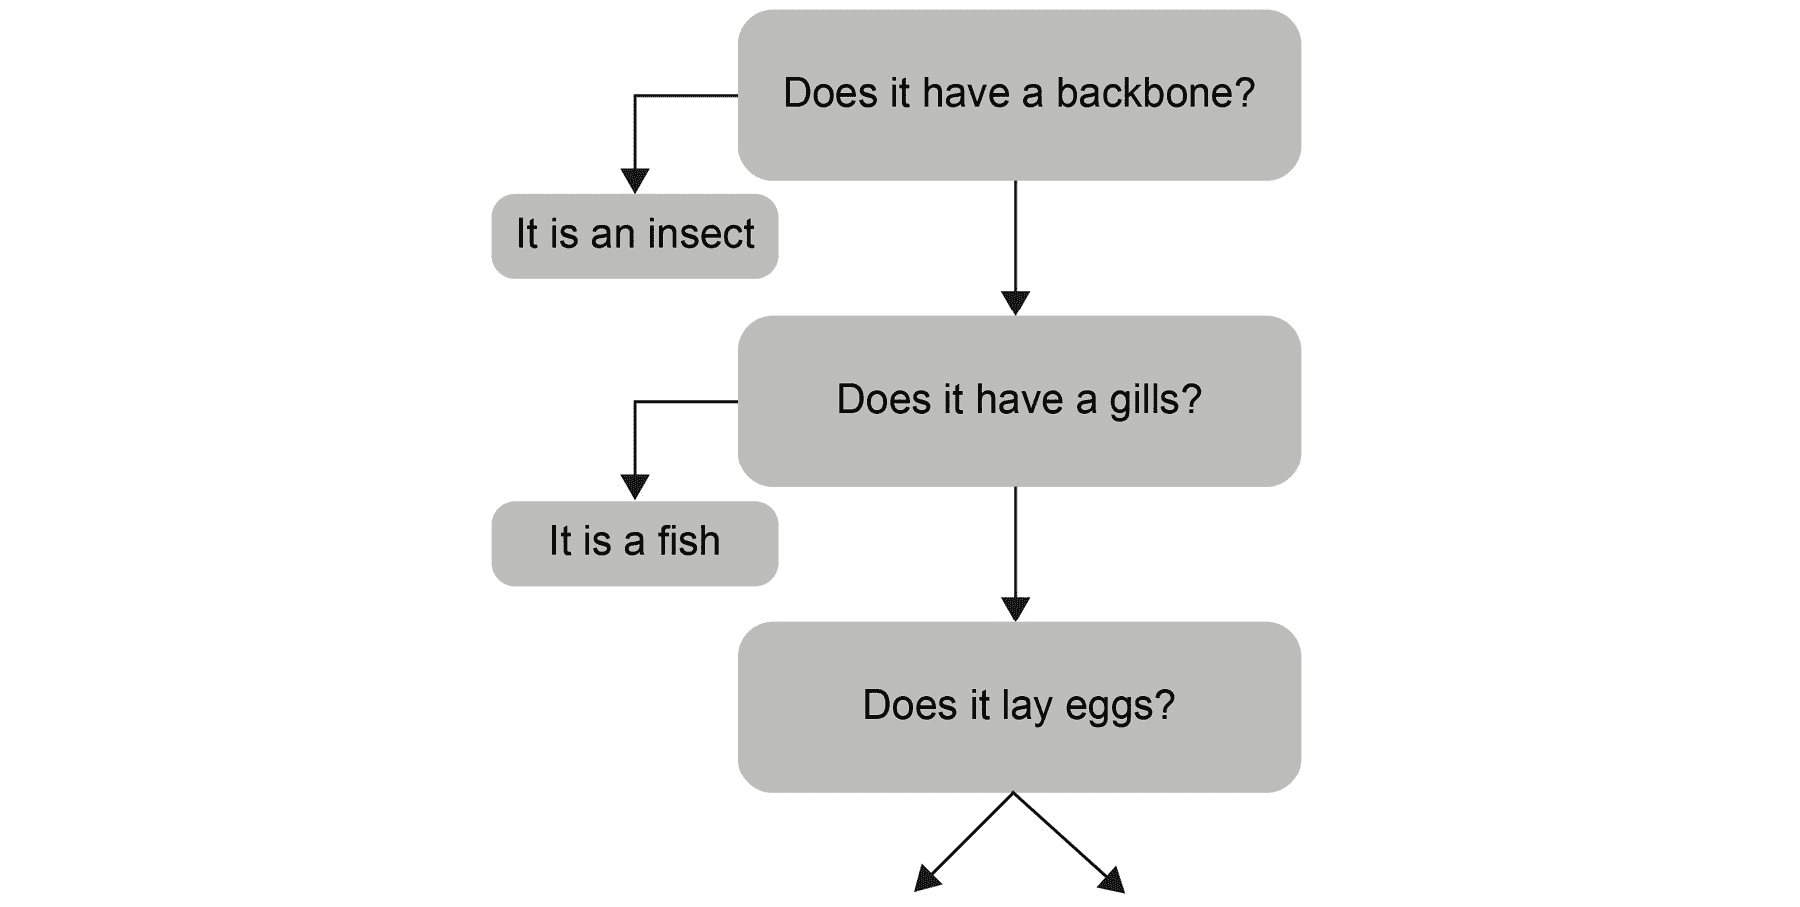 Does it have a backbone?
It is an insect
Does it have a gills?
It is a fish
Does it lay eggs?